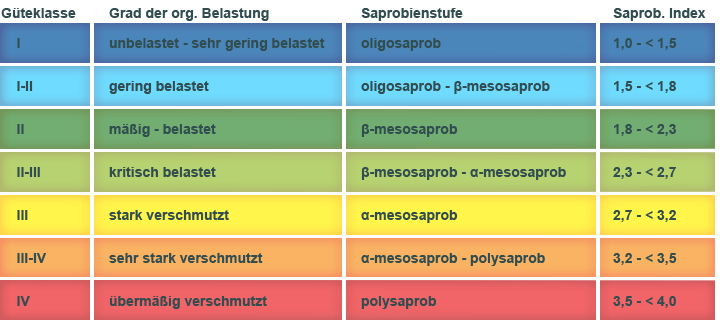 Güteklasse Grad der org. Belastung Saprobienstufe Saprob. Index
I unbelastet - sehr gering belastet oligosaprob 1,0 - < 1,5
I-II gering belastet oligosaprob - β-mesosaprob 1,5 - < 1,8
II mäßig - belastet β-mesosaprob 1,8 - < 2,3
II-III kritisch belastet β-mesosaprob - α-mesosaprob 2,3 - < 2,7
III stark verschmutzt α-mesosaprob 2,7 - < 3,2
III-IV sehr stark verschmutzt α-mesosaprob - polysaprob 3,2 - < 3,5
IV übermäßig verschmutzt polysaprob 3,5 - < 4,0